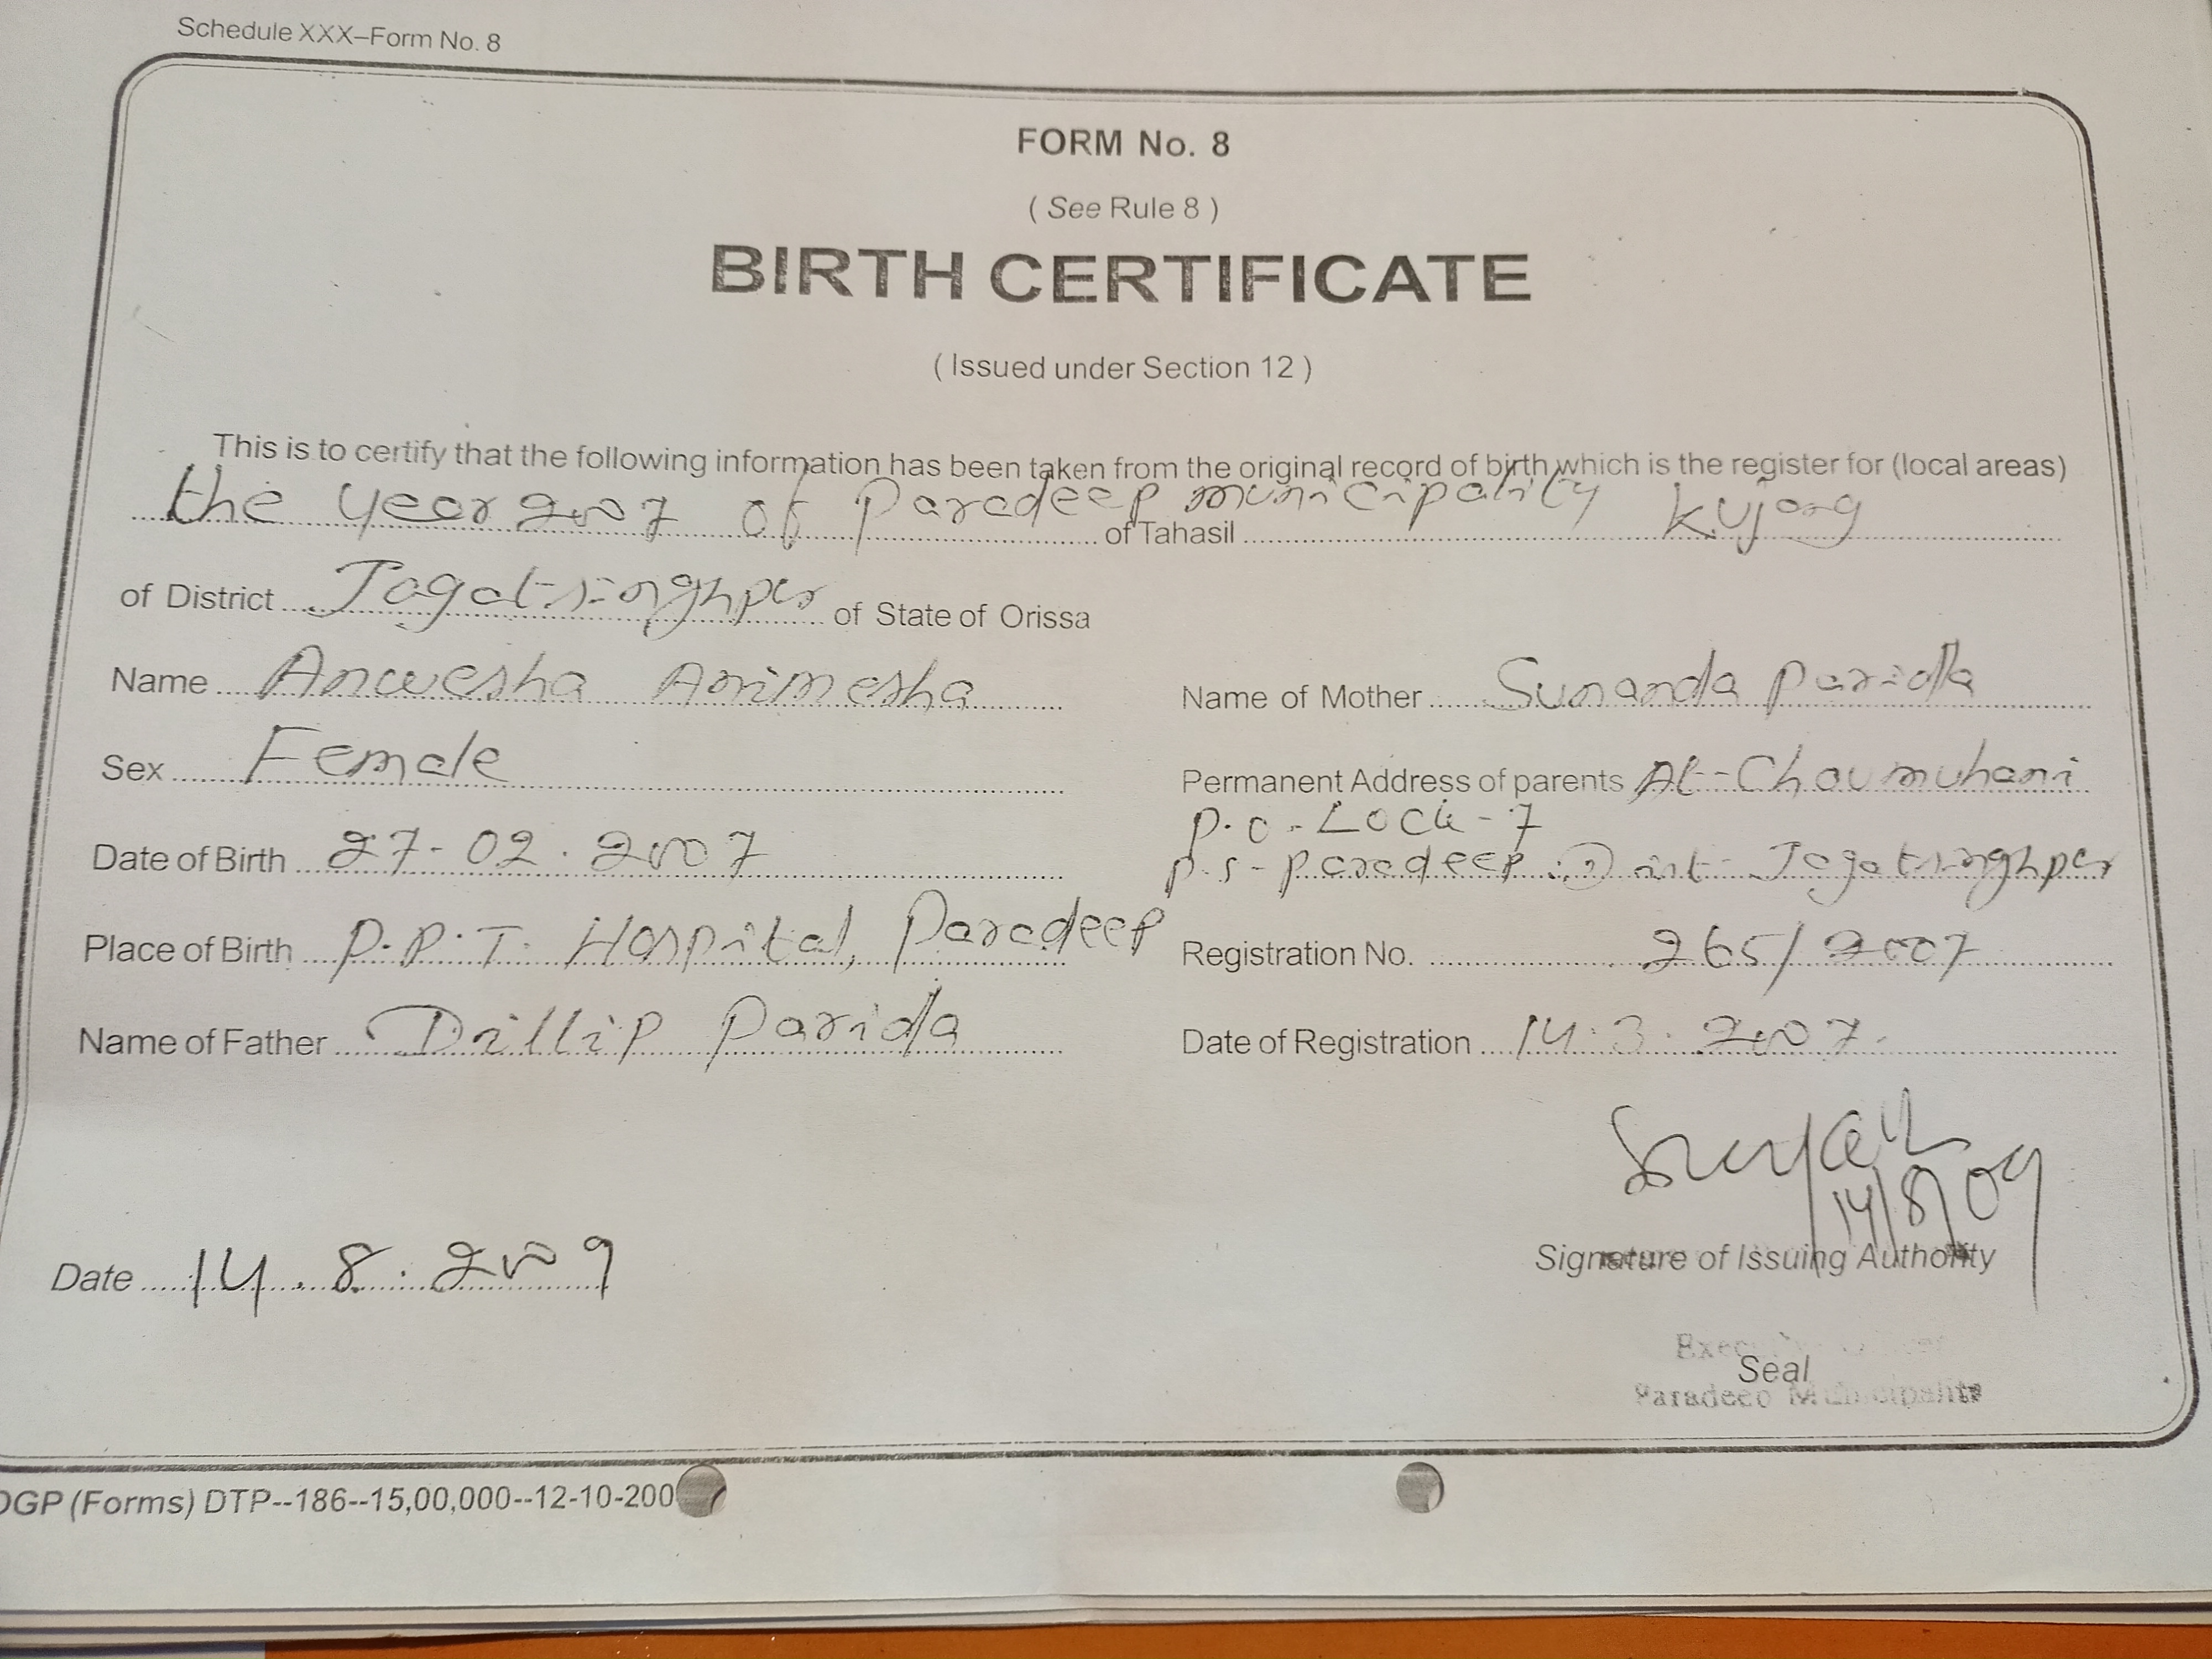 Schedule XXX–Form No. 8
FORM No. 8
( See Rule 8 )
BIRTH CERTIFICATE
( Issued under Section 12 )
This is to certify that the following information has been taken from the original record of birth which is the register for (local areas)
the year 2007 of Paradeep municipality of Tahasil Kujang
of District Jagatsinghpur of State of Orissa
Name Anwesha Animesha
Name of Mother Sunanda Parida
Sex Female
Permanent Address of parents At-Choumuhani
P.O-Lock-7
Date of Birth 27-02.2007
P.S-Paradeep Dist-Jagatsinghpur
Place of Birth P.P.T. Hospital, Paradeep
Registration No. 265/2007
Name of Father Dillip Parida
Date of Registration 14.3.2007.
14/8/09
Date 14.8.2009
Signature of Issuing Authority
Seal
Paradeep Municipality
OGP (Forms) DTP--186--15,00,000--12-10-200